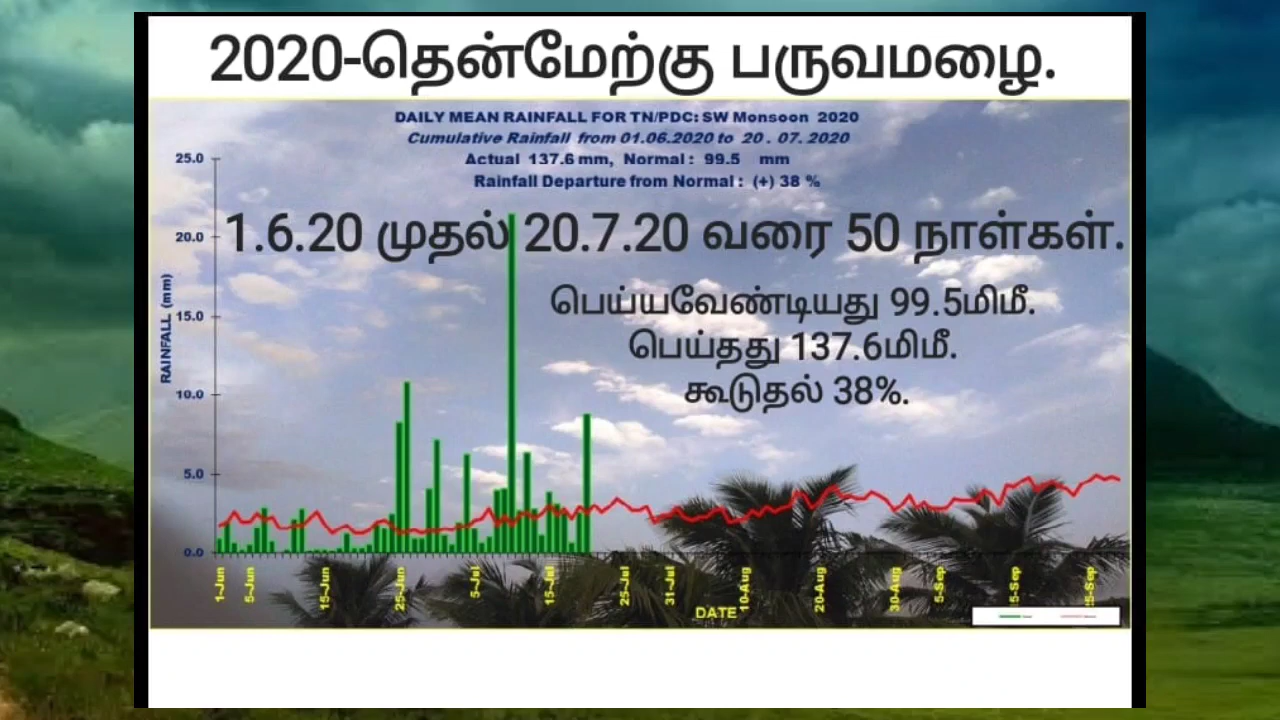 2020-தென்மேற்கு பருவமழை.
DAILY MEAN RAINFALL FOR TN/PDC: SW Monsoon 2020
Cumulative Rainfall from 01.06.2020 to 20 . 07. 2020
Actual 137.6 mm, Normal : 99.5 mm
Rainfall Departure from Normal : (+) 38 %
1.6.20 முதல் 20.7.20 வரை 50 நாள்கள்.
பெய்யவேண்டியது 99.5மிமீ.
பெய்தது 137.6மிமீ.
கூடுதல் 38%.
RAINFALL (mm)
25.0
20.0
15.0
10.0
5.0
0.0
1-Jun
5-Jun
15-Jun
25-Jun
5-Jul
15-Jul
25-Jul
31-Jul
10-Aug
20-Aug
30-Aug
5-Sep
5-Sep
5-Sep
DATE